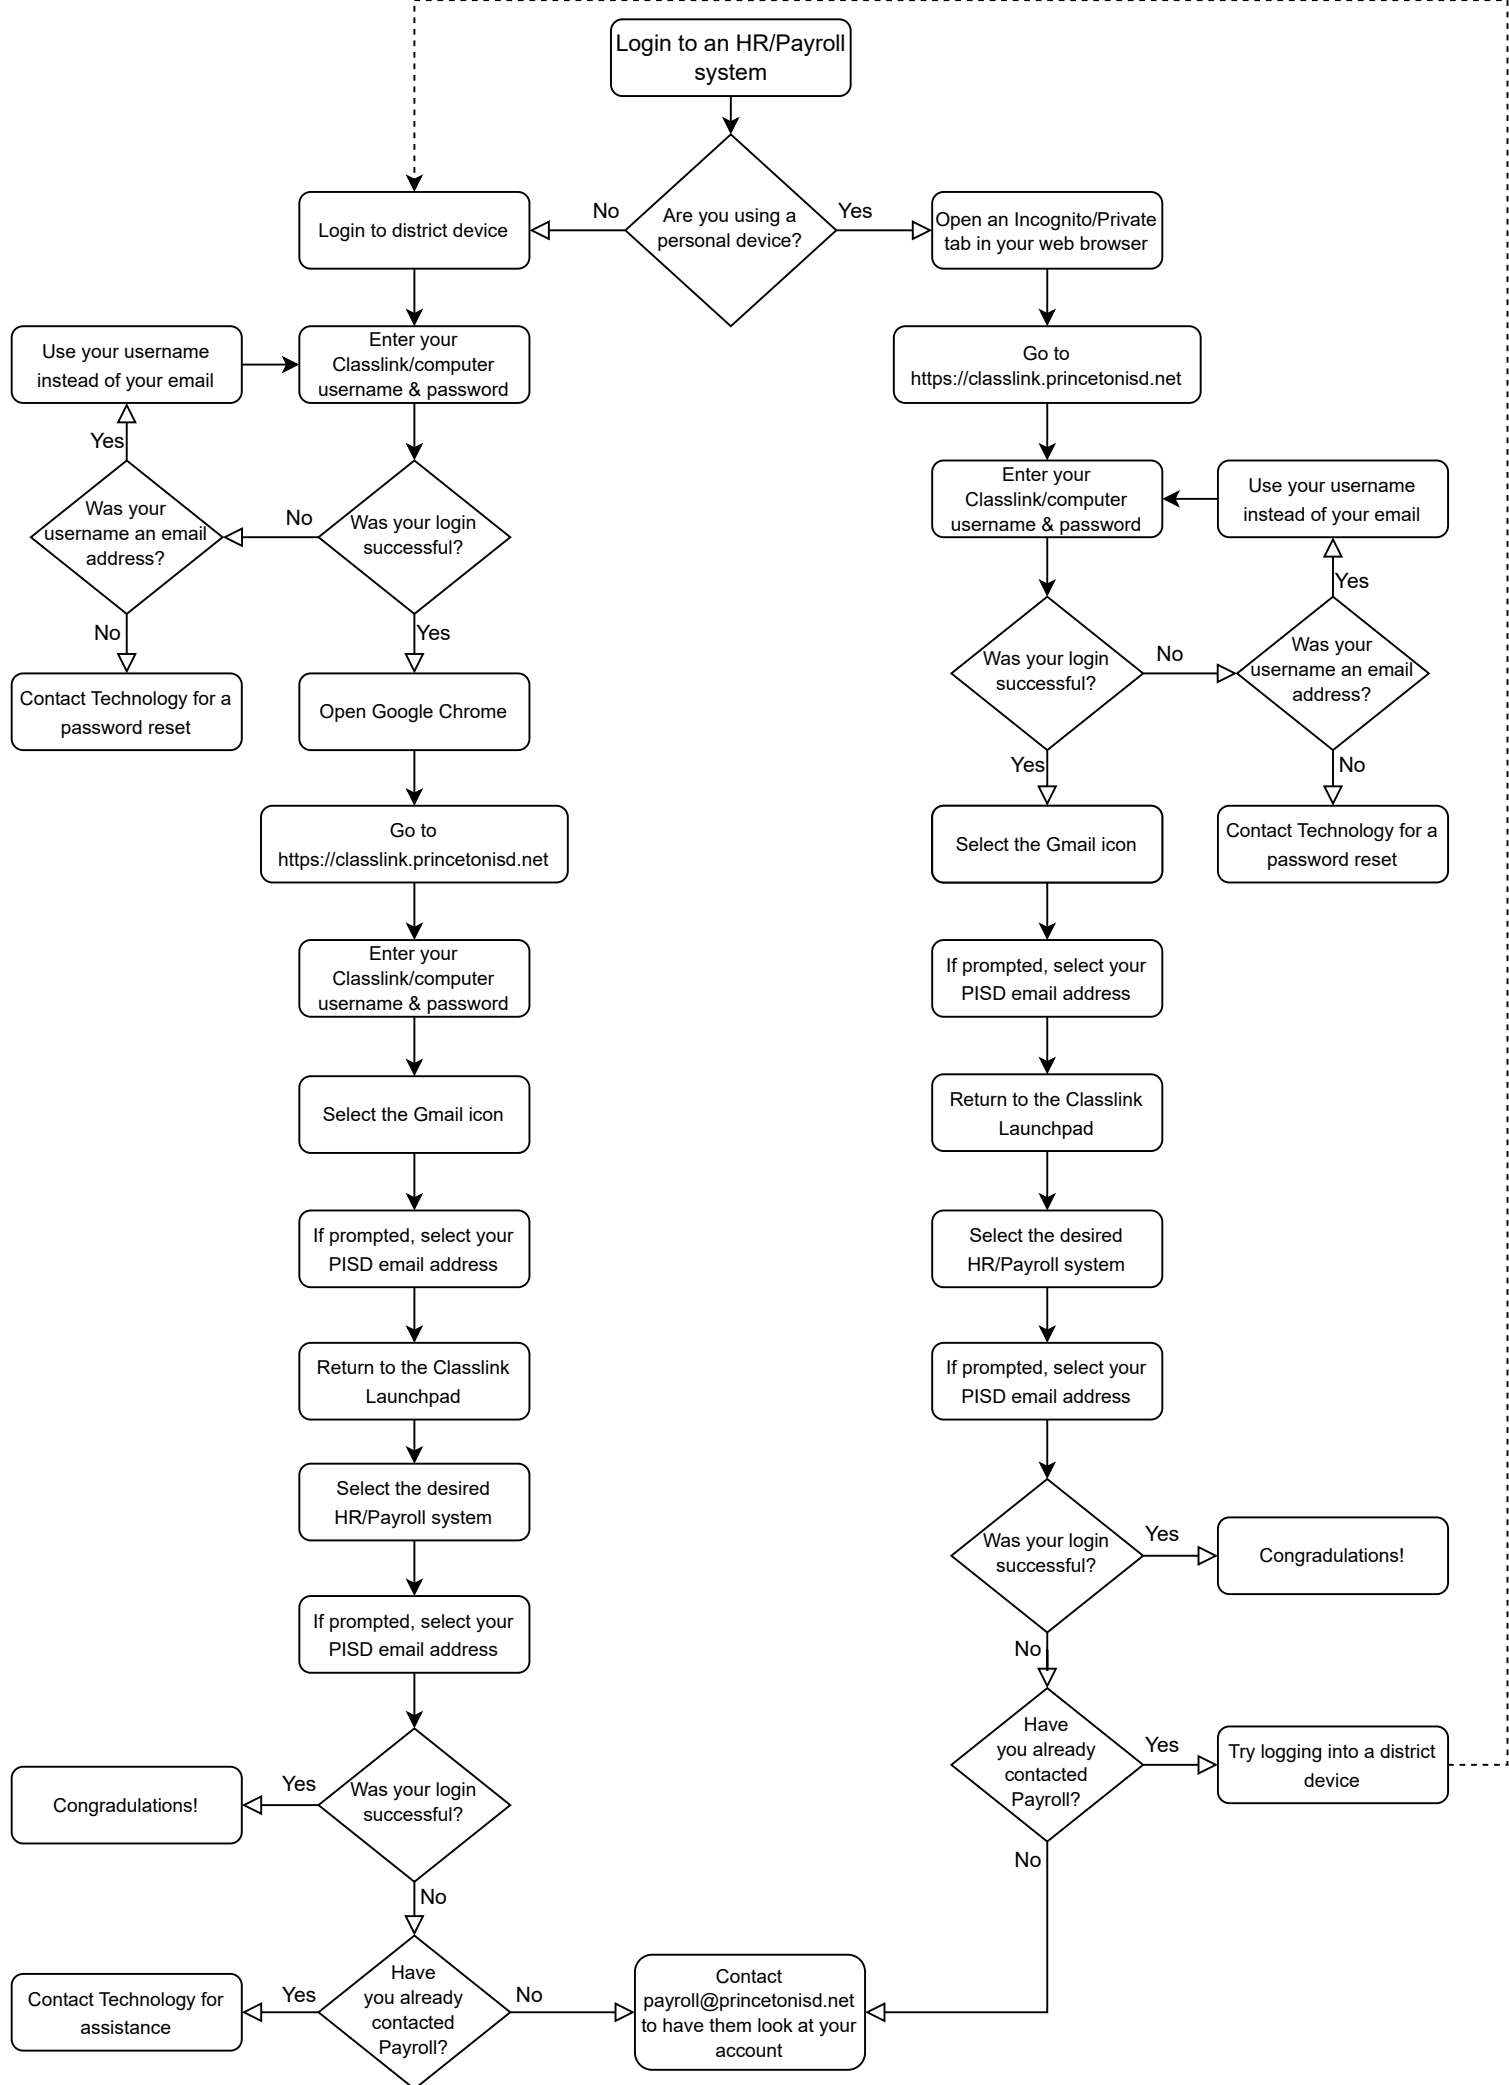 Login to an HR/Payroll
system
Are you using a
personal device?
No
Yes
Login to district device
Enter your
Classlink/computer
username & password
Use your username
instead of your email
Yes
Was your
username an email
address?
No
Was your login
successful?
No
Contact Technology for a
password reset
Yes
Open Google Chrome
Go to
https://classlink.princetonisd.net
Enter your
Classlink/computer
username & password
Select the Gmail icon
If prompted, select your
PISD email address
Return to the Classlink
Launchpad
Select the desired
HR/Payroll system
If prompted, select your
PISD email address
Was your login
successful?
Yes
Congradulations!
No
Have
you already
contacted
Payroll?
Yes
Contact Technology for
assistance
No
Contact
payroll@princetonisd.net
to have them look at your
account
Open an Incognito/Private
tab in your web browser
Go to
https://classlink.princetonisd.net
Enter your
Classlink/computer
username & password
Use your username
instead of your email
Yes
Was your login
successful?
No
Was your
username an email
address?
No
Contact Technology for a
password reset
Yes
Select the Gmail icon
If prompted, select your
PISD email address
Return to the Classlink
Launchpad
Select the desired
HR/Payroll system
If prompted, select your
PISD email address
Was your login
successful?
Yes
Congradulations!
No
Have
you already
contacted
Payroll?
Yes
Try logging into a district
device
No